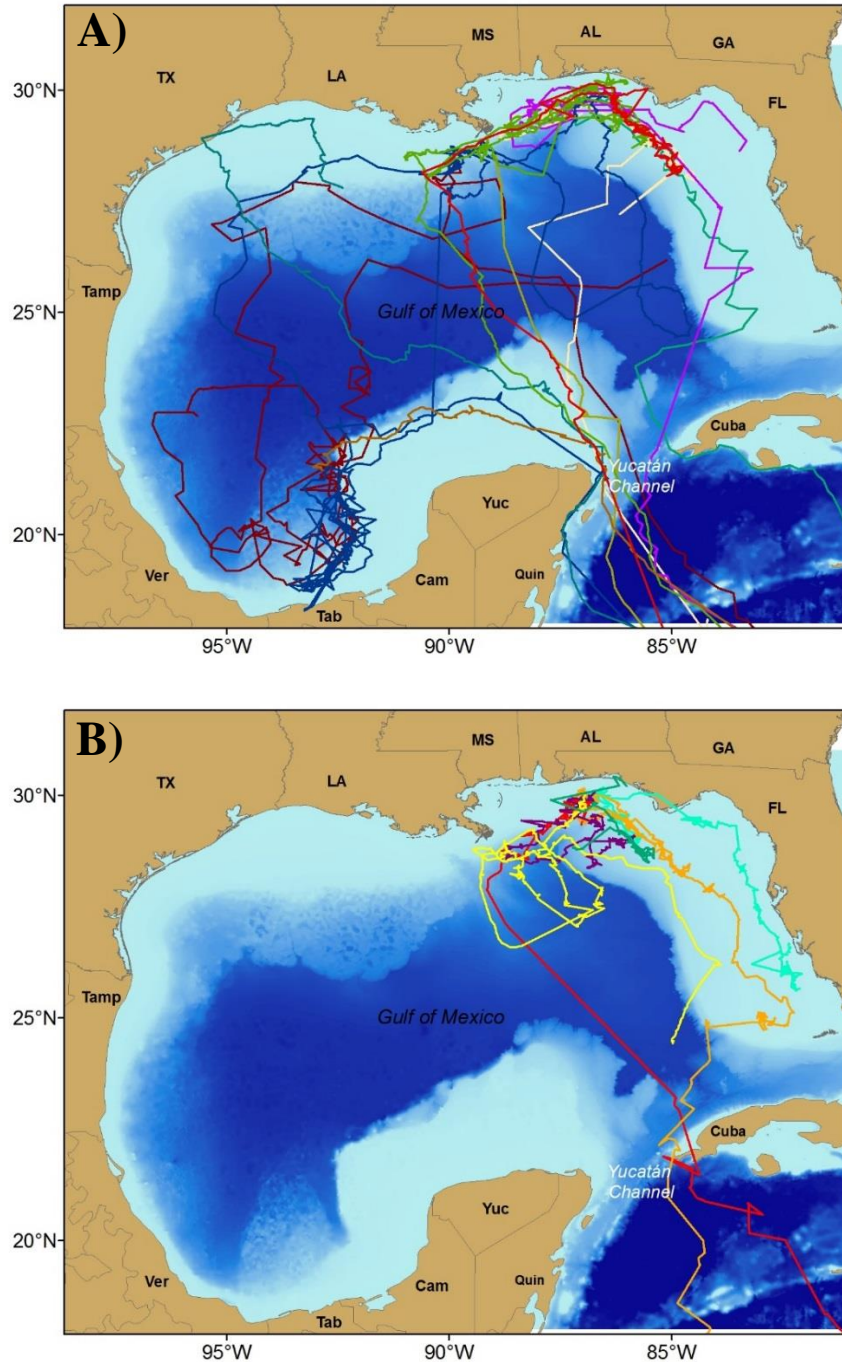 A)
MS
AL
GA
TX
LA
FL
30°N
Gulf of Mexico
25°N
Tamp
Cuba
Yucatán
Channel
Yuc
20°N
Ver
Cam
Quin
Tab
95°W
90°W
85°W
B)
MS
AL
GA
TX
LA
FL
30°N
Gulf of Mexico
25°N
Tamp
Cuba
Yucatán
Channel
Yuc
20°N
Ver
Cam
Quin
Tab
95°W
90°W
85°W